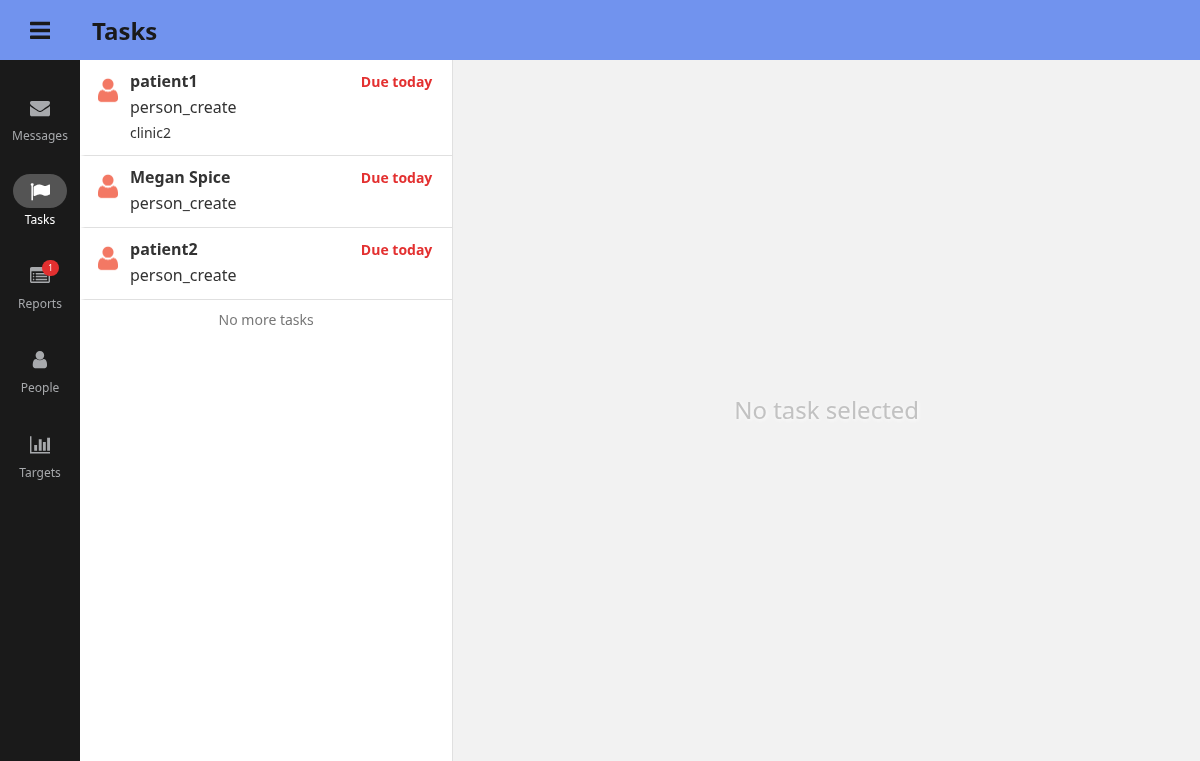 Tasks
Messages
Tasks
1
Reports
People
Targets
patient1
Due today
person_create
clinic2
Megan Spice
Due today
person_create
patient2
Due today
person_create
No more tasks
No task selected